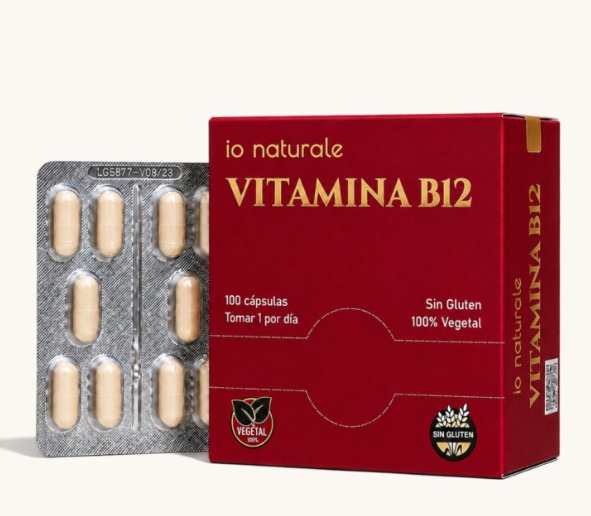 LG5877-V08/23
io naturale
VITAMINA B12
100 cápsulas
Tomar 1 por día
Sin Gluten
100% Vegetal
VEGETAL
100%
SIN GLUTEN
io naturale
VITAMINA B12